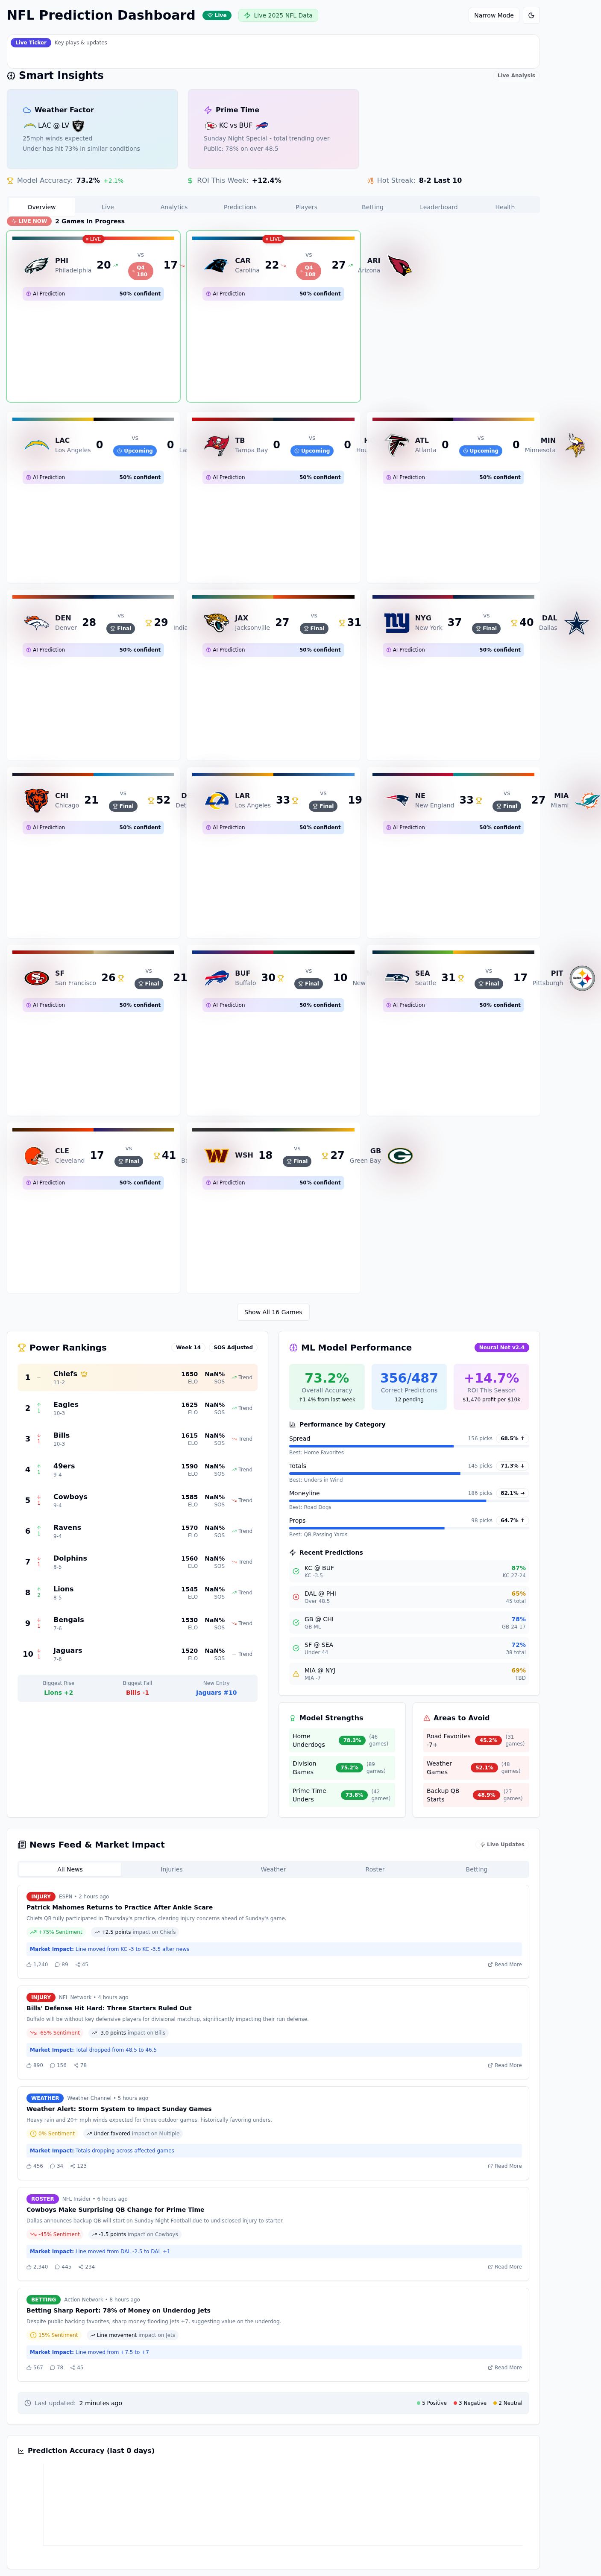 NFL Prediction Dashboard
Live
Live 2025 NFL Data
Narrow Mode
Live Ticker
Key plays & updates
Smart Insights
Live Analysis
Weather Factor
LAC @ LV
25mph winds expected
Under has hit 73% in similar conditions
Prime Time
KC vs BUF
Sunday Night Special - total trending over
Public: 78% on over 48.5
Model Accuracy: 73.2% +2.1%
ROI This Week: +12.4%
Hot Streak: 8-2 Last 10
Overview
Live
Analytics
Predictions
Players
Betting
Leaderboard
Health
LIVE NOW
2 Games In Progress
LIVE
PHI
Philadelphia
20
VS
Q4
180
17
AI Prediction
50% confident
LIVE
CAR
Carolina
22
VS
Q4
108
27
ARI
Arizona
AI Prediction
50% confident
LAC
Los Angeles
0
VS
Upcoming
0
La
AI Prediction
50% confident
TB
Tampa Bay
0
VS
Upcoming
0
H
Hou
AI Prediction
50% confident
ATL
Atlanta
0
VS
Upcoming
0
MIN
Minnesota
AI Prediction
50% confident
DEN
Denver
28
VS
Final
29
India
AI Prediction
50% confident
JAX
Jacksonville
27
VS
Final
31
AI Prediction
50% confident
NYG
New York
37
VS
Final
40
DAL
Dallas
AI Prediction
50% confident
CHI
Chicago
21
VS
Final
52
D
Det
AI Prediction
50% confident
LAR
Los Angeles
33
VS
Final
19
AI Prediction
50% confident
NE
New England
33
VS
Final
27
MIA
Miami
AI Prediction
50% confident
SF
San Francisco
26
VS
Final
21
AI Prediction
50% confident
BUF
Buffalo
30
VS
Final
10
New
AI Prediction
50% confident
SEA
Seattle
31
VS
Final
17
PIT
Pittsburgh
AI Prediction
50% confident
CLE
Cleveland
17
VS
Final
41
AI Prediction
50% confident
WSH
18
VS
Final
27
GB
Green Bay
AI Prediction
50% confident
Show All 16 Games
Power Rankings
Week 14
SOS Adjusted
1 Chiefs 1650 NaN% Trend
11-2 ELO SOS
2 1 Eagles 1625 NaN% Trend
10-3 ELO SOS
3 1 Bills 1615 NaN% Trend
10-3 ELO SOS
4 1 49ers 1590 NaN% Trend
9-4 ELO SOS
5 1 Cowboys 1585 NaN% Trend
9-4 ELO SOS
6 1 Ravens 1570 NaN% Trend
9-4 ELO SOS
7 1 Dolphins 1560 NaN% Trend
8-5 ELO SOS
8 2 Lions 1545 NaN% Trend
8-5 ELO SOS
9 1 Bengals 1530 NaN% Trend
7-6 ELO SOS
10 1 Jaguars 1520 NaN% Trend
7-6 ELO SOS
Biggest Rise
Lions +2
Biggest Fall
Bills -1
New Entry
Jaguars #10
ML Model Performance
Neural Net v2.4
73.2%
Overall Accuracy
↑1.4% from last week
356/487
Correct Predictions
12 pending
+14.7%
ROI This Season
$1,470 profit per $10k
Performance by Category
Spread 156 picks 68.5% ↑
Best: Home Favorites
Totals 145 picks 71.3% ↓
Best: Unders in Wind
Moneyline 186 picks 82.1% →
Best: Road Dogs
Props 98 picks 64.7% ↑
Best: QB Passing Yards
Recent Predictions
KC @ BUF 87%
KC -3.5 KC 27-24
DAL @ PHI 65%
Over 48.5 45 total
GB @ CHI 78%
GB ML GB 24-17
SF @ SEA 72%
Under 44 38 total
MIA @ NYJ 69%
MIA -7 TBD
Model Strengths
Home Underdogs 78.3% (46 games)
Division Games 75.2% (89 games)
Prime Time Unders 73.8% (42 games)
Areas to Avoid
Road Favorites -7+ 45.2% (31 games)
Weather Games 52.1% (48 games)
Backup QB Starts 48.9% (27 games)
News Feed & Market Impact
Live Updates
All News
Injuries
Weather
Roster
Betting
INJURY ESPN • 2 hours ago
Patrick Mahomes Returns to Practice After Ankle Scare
Chiefs QB fully participated in Thursday's practice, clearing injury concerns ahead of Sunday's game.
+75% Sentiment +2.5 points impact on Chiefs
Market Impact: Line moved from KC -3 to KC -3.5 after news
1,240 89 45 Read More
INJURY NFL Network • 4 hours ago
Bills' Defense Hit Hard: Three Starters Ruled Out
Buffalo will be without key defensive players for divisional matchup, significantly impacting their run defense.
-65% Sentiment -3.0 points impact on Bills
Market Impact: Total dropped from 48.5 to 46.5
890 156 78 Read More
WEATHER Weather Channel • 5 hours ago
Weather Alert: Storm System to Impact Sunday Games
Heavy rain and 20+ mph winds expected for three outdoor games, historically favoring unders.
0% Sentiment Under favored impact on Multiple
Market Impact: Totals dropping across affected games
456 34 123 Read More
ROSTER NFL Insider • 6 hours ago
Cowboys Make Surprising QB Change for Prime Time
Dallas announces backup QB will start on Sunday Night Football due to undisclosed injury to starter.
-45% Sentiment -1.5 points impact on Cowboys
Market Impact: Line moved from DAL -2.5 to DAL +1
2,340 445 234 Read More
BETTING Action Network • 8 hours ago
Betting Sharp Report: 78% of Money on Underdog Jets
Despite public backing favorites, sharp money flooding Jets +7, suggesting value on the underdog.
15% Sentiment Line movement impact on Jets
Market Impact: Line moved from +7.5 to +7
567 78 45 Read More
Last updated: 2 minutes ago
5 Positive 3 Negative 2 Neutral
Prediction Accuracy (last 0 days)